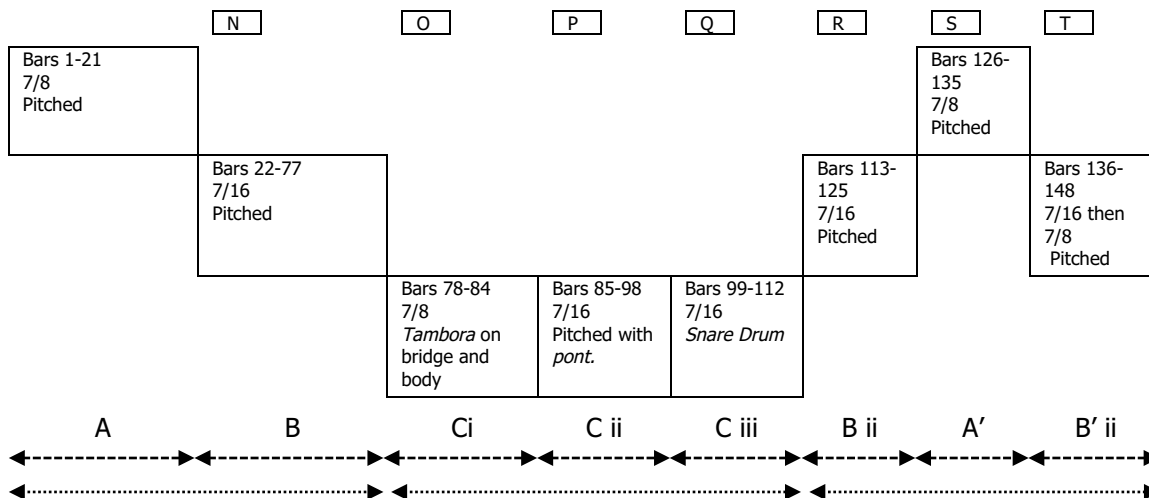 N
O
P
Q
R
S
T
Bars 1-21
7/8
Pitched
Bars 22-77
7/16
Pitched
Bars 78-84
7/8
Tambora on
bridge and
body
Bars 85-98
7/16
Pitched with
pont.
Bars 99-112
7/16
Snare Drum
Bars 113-
125
7/16
Pitched
Bars 126-
135
7/8
Pitched
Bars 136-
148
7/16 then
7/8
Pitched
A
B
Ci
C ii
C iii
B ii
A’
B’ ii